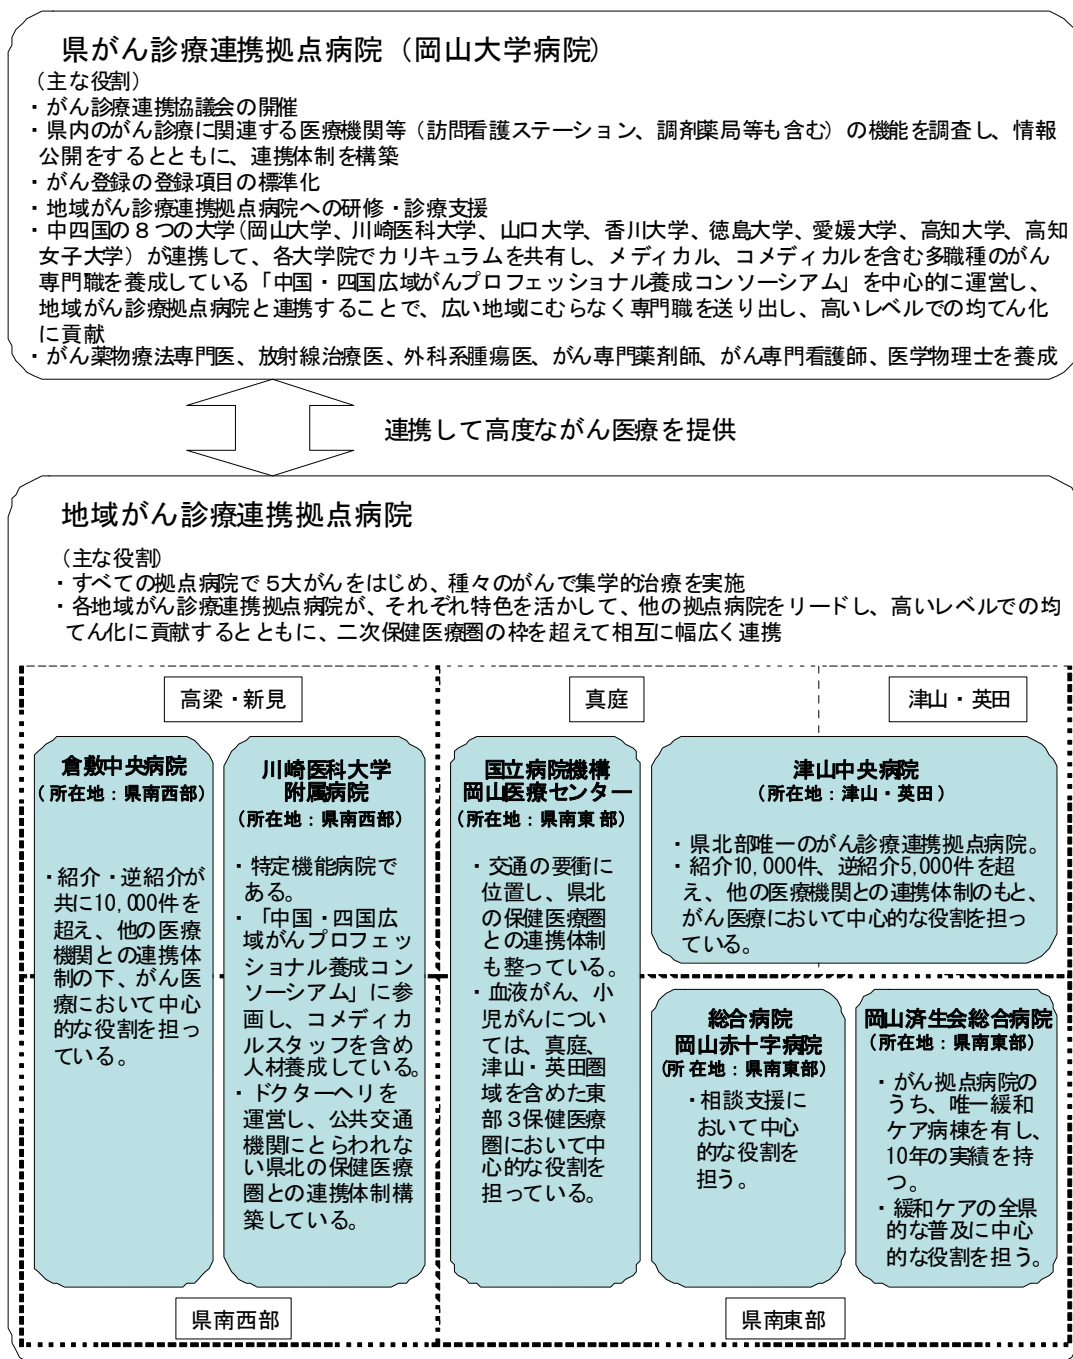 県がん診療連携拠点病院（岡山大学病院）
（主な役割）
・がん診療連携協議会の開催
・県内のがん診療に関連する医療機関等（訪問看護ステーション、調剤薬局等も含む）の機能を調査し、情報
公開をするとともに、連携体制を構築
・がん登録の登録項目の標準化
・地域がん診療連携拠点病院への研修・診療支援
・中四国の８つの大学（岡山大学、川崎医科大学、山口大学、香川大学、徳島大学、愛媛大学、高知大学、高知
女子大学）が連携して、各大学院でカリキュラムを共有し、メディカル、コメディカルを含む多職種のがん
専門職を養成している「中国・四国広域がんプロフェッショナル養成コンソーシアム」を中心的に運営し、
地域がん診療拠点病院と連携することで、広い地域にむらなく専門職を送り出し、高いレベルでの均てん化
に貢献
・がん薬物療法専門医、放射線治療医、外科系腫瘍医、がん専門薬剤師、がん専門看護師、医学物理士を養成
連携して高度ながん医療を提供
地域がん診療連携拠点病院
（主な役割）
・すべての拠点病院で５大がんをはじめ、種々のがんで集学的治療を実施
・各地域がん診療連携拠点病院が、それぞれ特色を活かして、他の拠点病院をリードし、高いレベルでの均
てん化に貢献するとともに、二次保健医療圏の枠を超えて相互に幅広く連携
高梁・新見
真庭
津山・英田
倉敷中央病院
（所在地：県南西部）
・紹介・逆紹介が
共に10,000件を
超え、他の医療
機関との連携体
制の下、がん医
療において中心
的な役割を担っ
ている。
川崎医科大学
附属病院
（所在地：県南西部）
・特定機能病院で
ある。
・「中国・四国広
域がんプロフェッ
ショナル養成コン
ソーシアム」に参
画し、コメディカ
ルスタッフを含め
人材養成している。
・ドクターヘリを
運営し、公共交通
機関にとらわれな
い県北の保健医療
圏との連携体制構
築している。
国立病院機構
岡山医療センター
（所在地：県南東部）
・交通の要衝に
位置し、県北
の保健医療圏
との連携体制
も整っている。
・血液がん、小
児がんについ
ては、真庭、
津山・英田圏
域を含めた東
部３保健医療
圏において中
心的な役割を
担っている。
津山中央病院
（所在地：津山・英田）
・県北部唯一のがん診療連携拠点病院。
・紹介10,000件、逆紹介5,000件を超
え、他の医療機関との連携体制のもと、
がん医療において中心的な役割を担っ
ている。
総合病院
岡山赤十字病院
（所在地：県南東部）
・相談支援に
おいて中心
的な役割を
担う。
岡山済生会総合病院
（所在地：県南東部）
・がん拠点病院の
うち、唯一緩和
ケア病棟を有し、
10年の実績を持
つ。
・緩和ケアの全県
的な普及に中心
的な役割を担う。
県南西部
県南東部